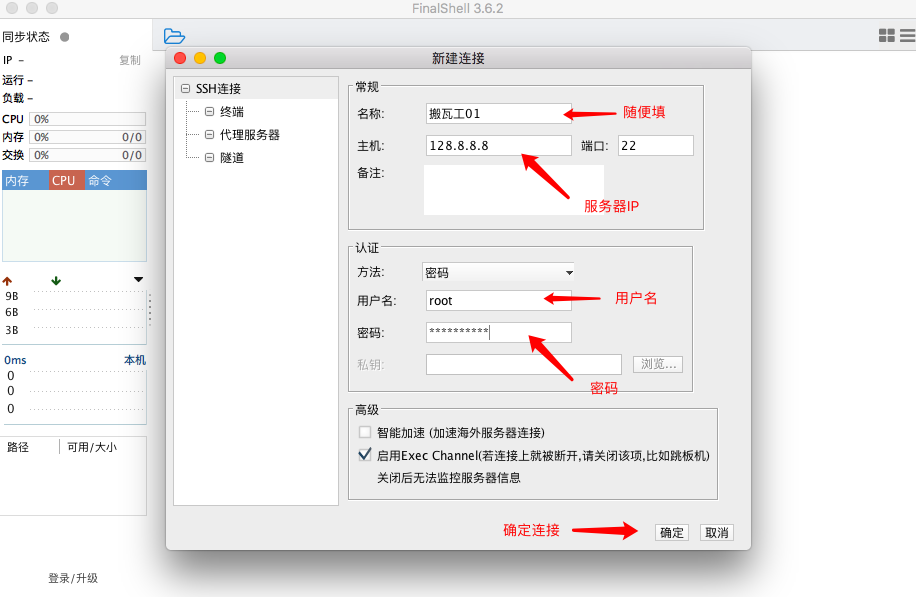 FinalShell 3.6.2
同步状态
IP –
复制
运行 –
负载 –
CPU 0%
内存 0% 0/0
交换 0% 0/0
内存 CPU 命令
9B
6B
3B
0ms 本机
0
0
0
路径 可用/大小
登录/升级
新建连接
SSH连接
终端
代理服务器
隧道
常规
名称: 搬瓦工01 随便填
主机: 128.8.8.8 端口: 22
备注:
服务器IP
认证
方法: 密码
用户名: root 用户名
密码: **********
私钥: 浏览...
密码
高级
智能加速 (加速海外服务器连接)
启用Exec Channel(若连接上就被断开,请关闭该项,比如跳板机)
关闭后无法监控服务器信息
确定连接 确定 取消